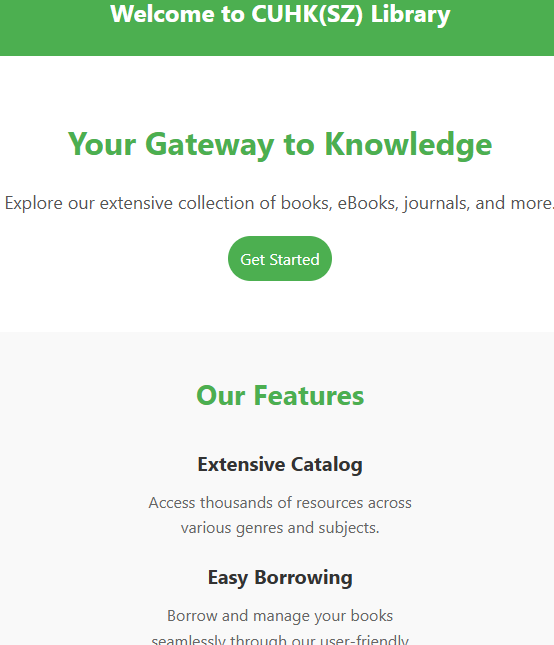 Welcome to CUHK(SZ) Library
Your Gateway to Knowledge
Explore our extensive collection of books, eBooks, journals, and more.
Get Started
Our Features
Extensive Catalog
Access thousands of resources across
various genres and subjects.
Easy Borrowing
Borrow and manage your books
seamlessly through our user-friendly